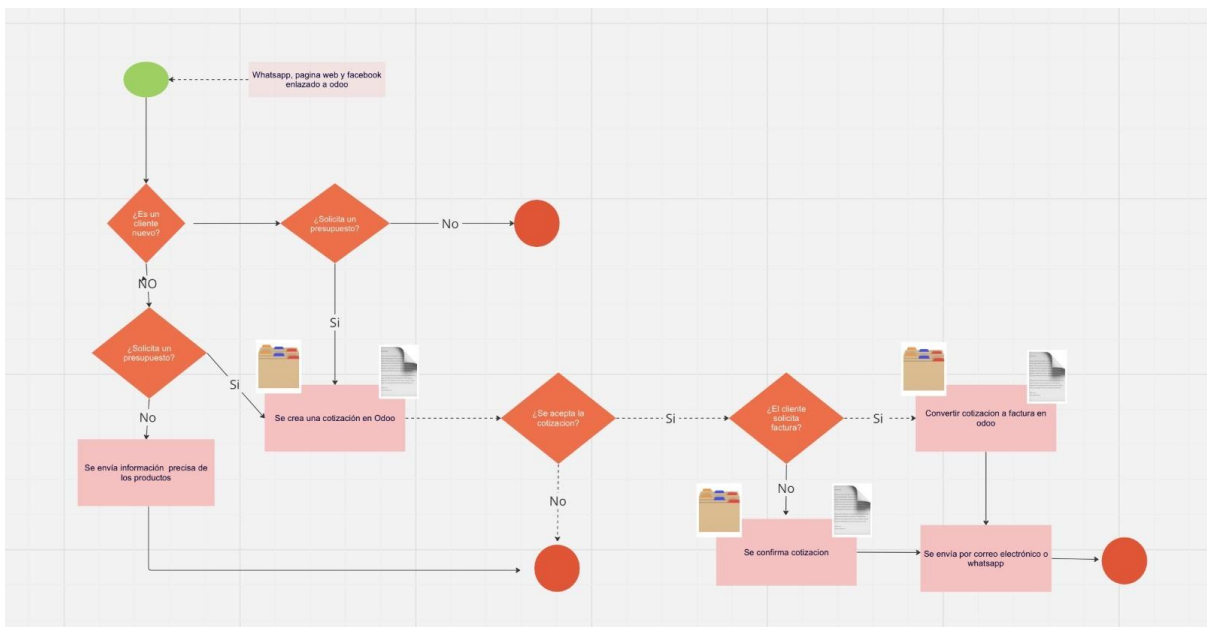 Whatsapp, pagina web y facebook
enlazado a odoo
¿Es un
cliente
nuevo?
¿Solicita un
presupuesto?
No
NO
Si
¿Solicita un
presupuesto?
Si
No
Se crea una cotización en Odoo
¿Se acepta la
cotizacion?
Si
¿El cliente
solicita
factura?
Si
Convertir cotizacion a factura en
odoo
Se envía información precisa de
los productos
No
No
Se confirma cotizacion
Se envía por correo electrónico o
whatsapp